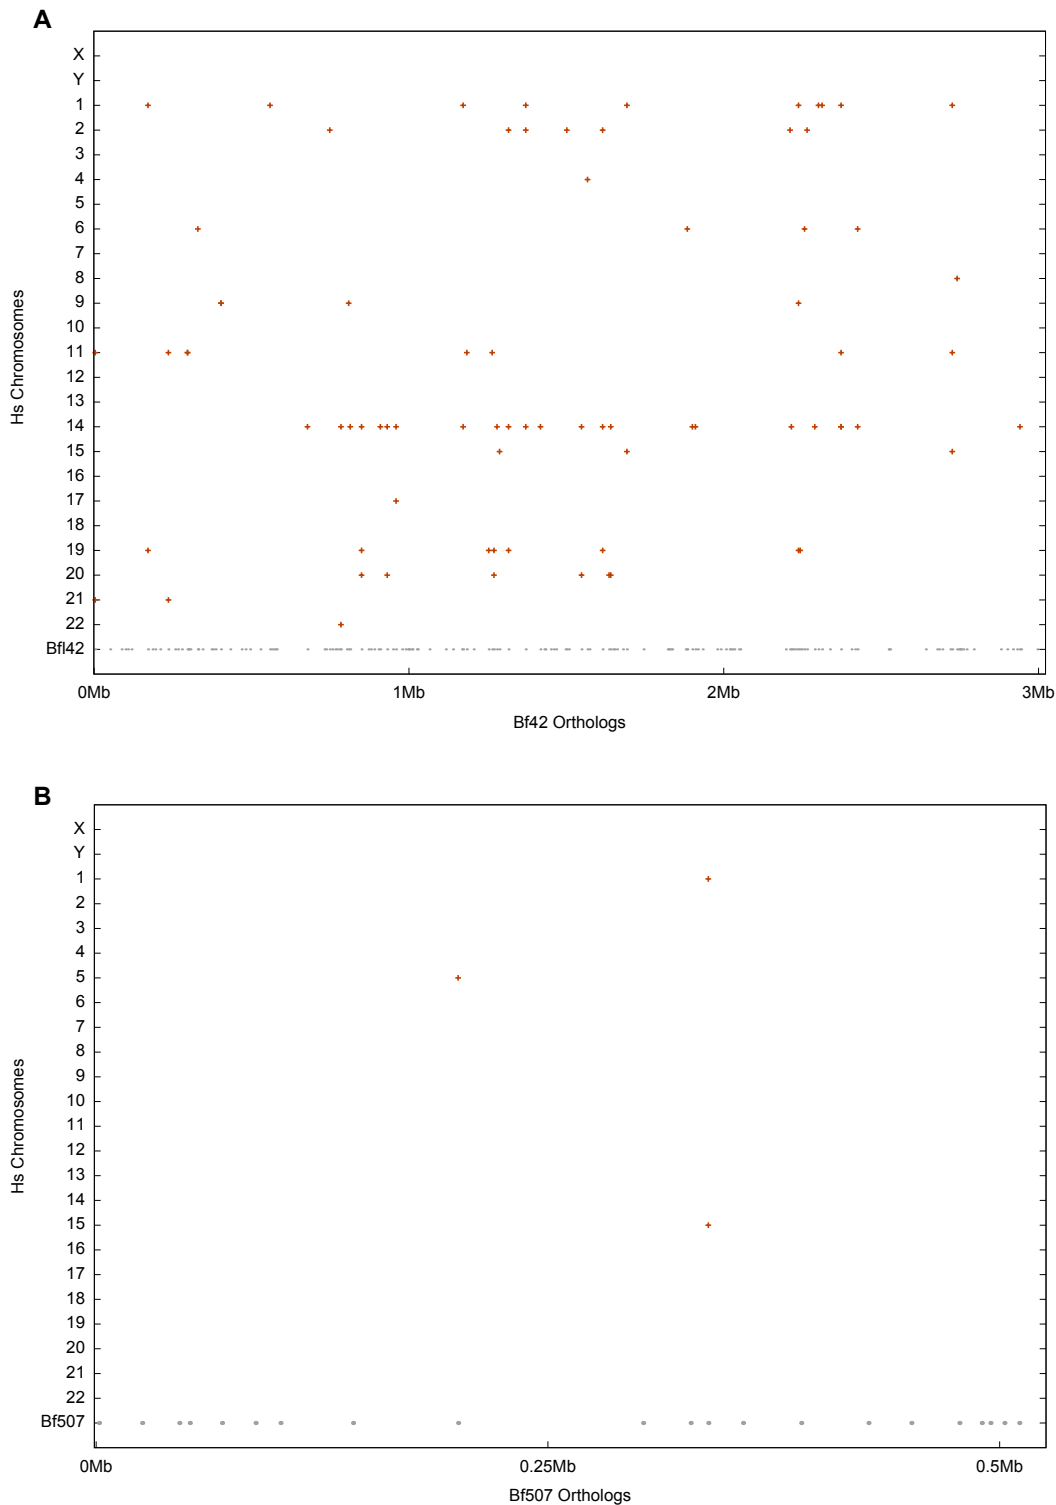 A
X
Y
1
2
3
4
5
6
7
8
9
10
11
12
13
14
15
16
17
18
19
20
21
22
Bfl42
Hs Chromosomes
0Mb
1Mb
2Mb
3Mb
Bf42 Orthologs
B
X
Y
1
2
3
4
5
6
7
8
9
10
11
12
13
14
15
16
17
18
19
20
21
22
Bf507
Hs Chromosomes
0Mb
0.25Mb
0.5Mb
Bf507 Orthologs